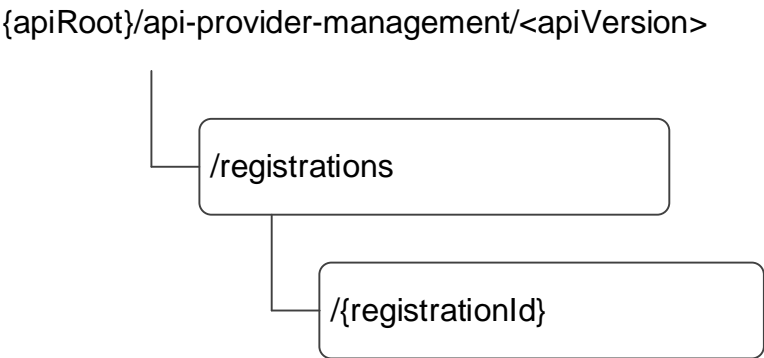 {apiRoot}/api-provider-management/<apiVersion>
/registrations
/{registrationId}